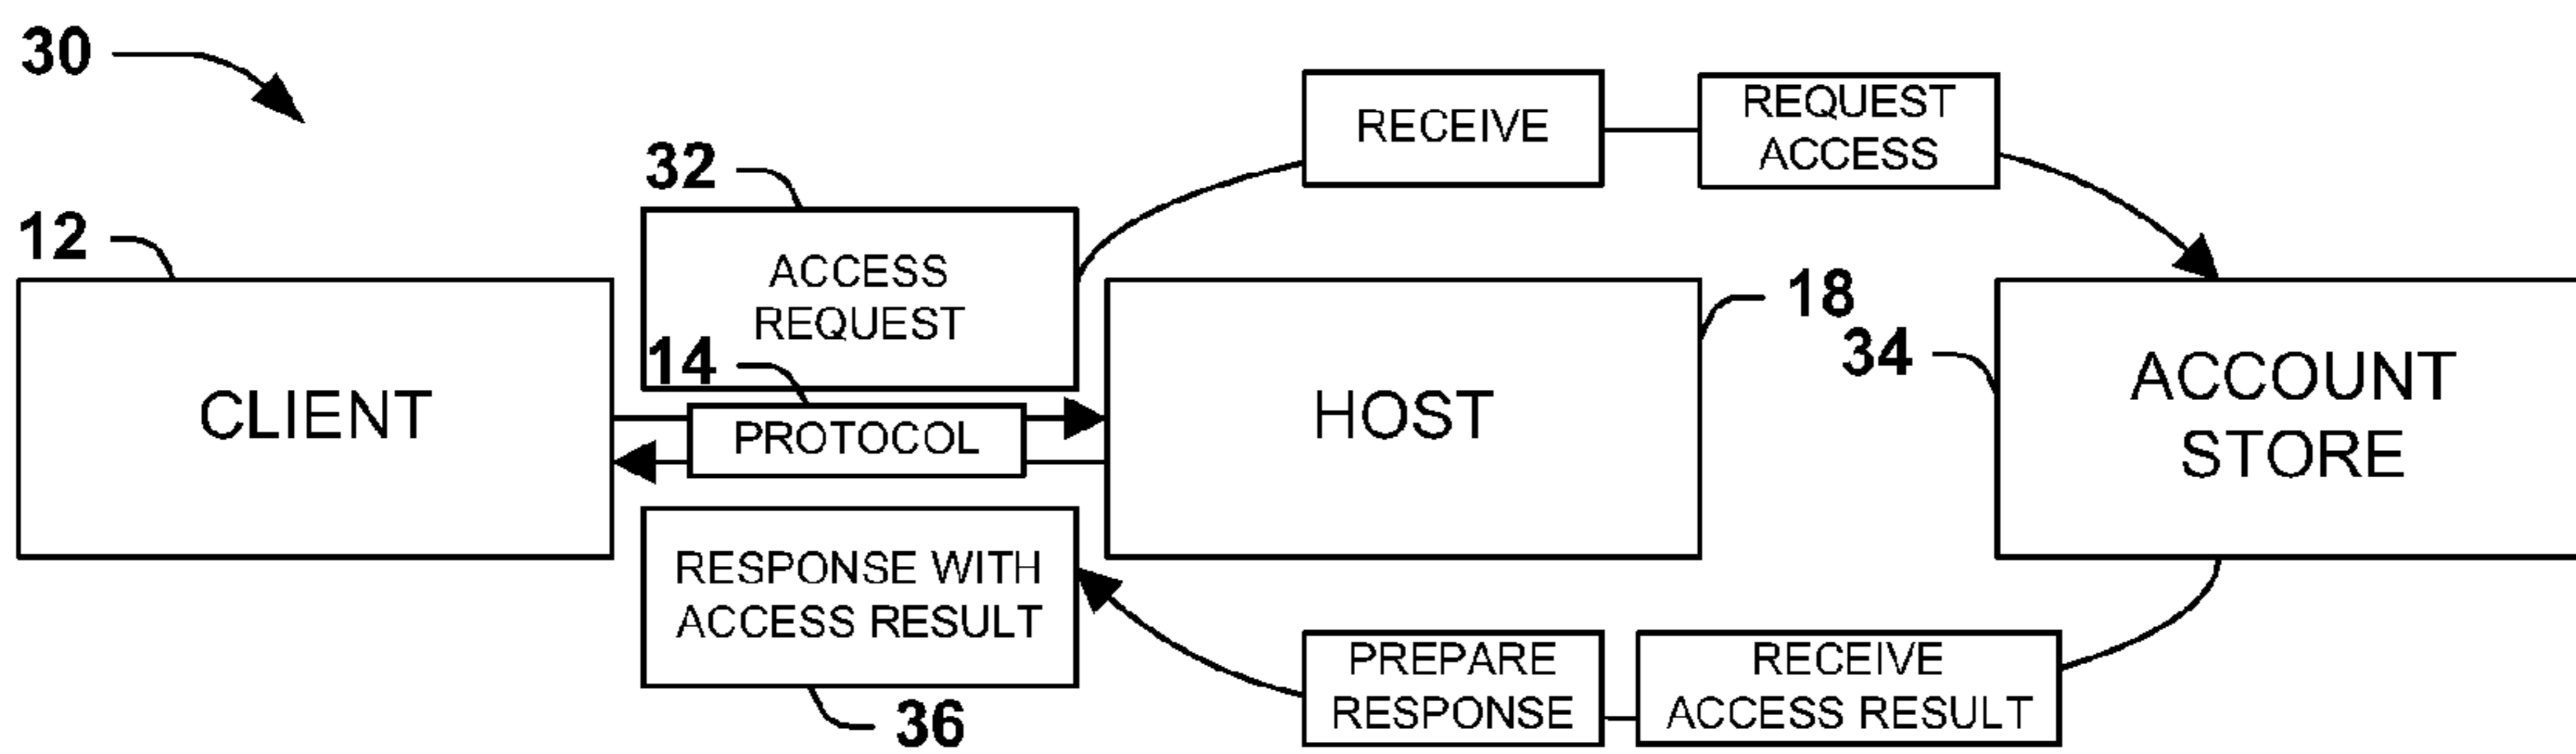 30
RECEIVE
REQUEST
ACCESS
32
12
ACCESS
REQUEST
18
14
34
CLIENT
PROTOCOL
HOST
ACCOUNT
STORE
RESPONSE WITH
ACCESS RESULT
PREPARE
RESPONSE
RECEIVE
ACCESS RESULT
36